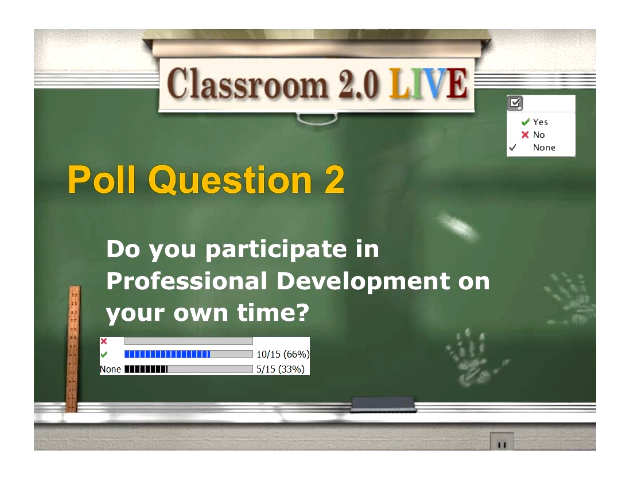 Classroom 2.0 LIVE
Yes
No
None
Poll Question 2
Do you participate in
Professional Development on
your own time?
10/15 (66%)
None 5/15 (33%)